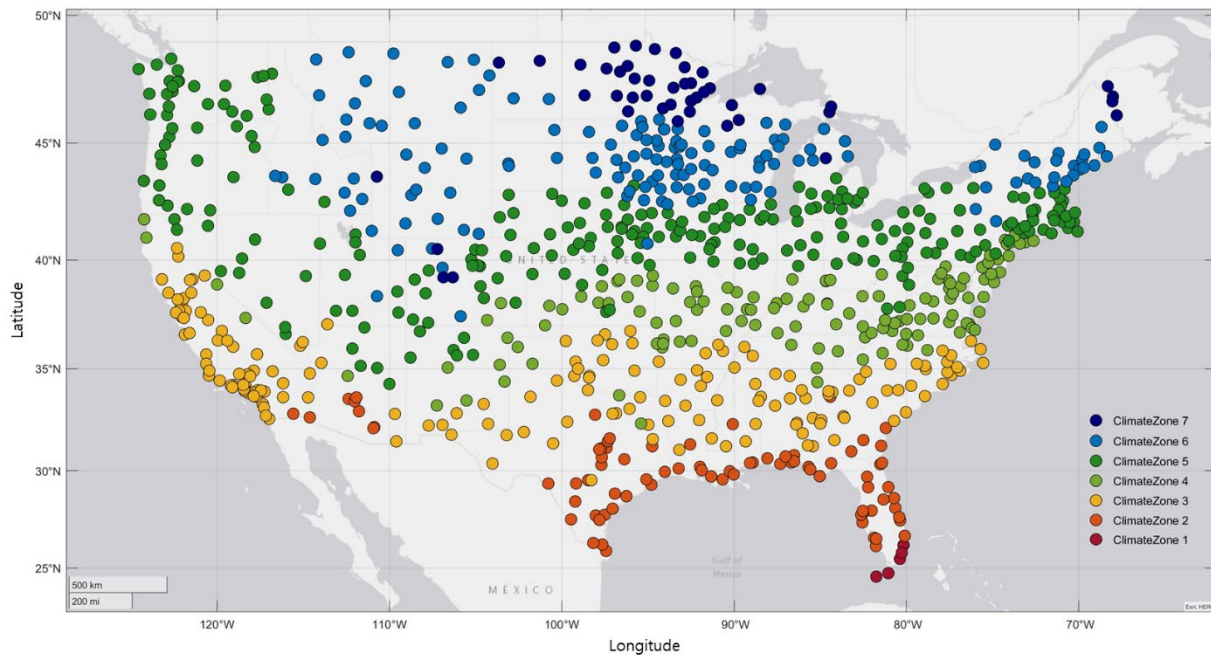 50°N
45°N
40°N
35°N
30°N
25°N
Latitude
UNITED STATES
MÉXICO
Gulf of
Mexico
ClimateZone 7
ClimateZone 6
ClimateZone 5
ClimateZone 4
ClimateZone 3
ClimateZone 2
ClimateZone 1
500 km
200 mi
Esri, HER
120°W
110°W
100°W
90°W
80°W
70°W
Longitude